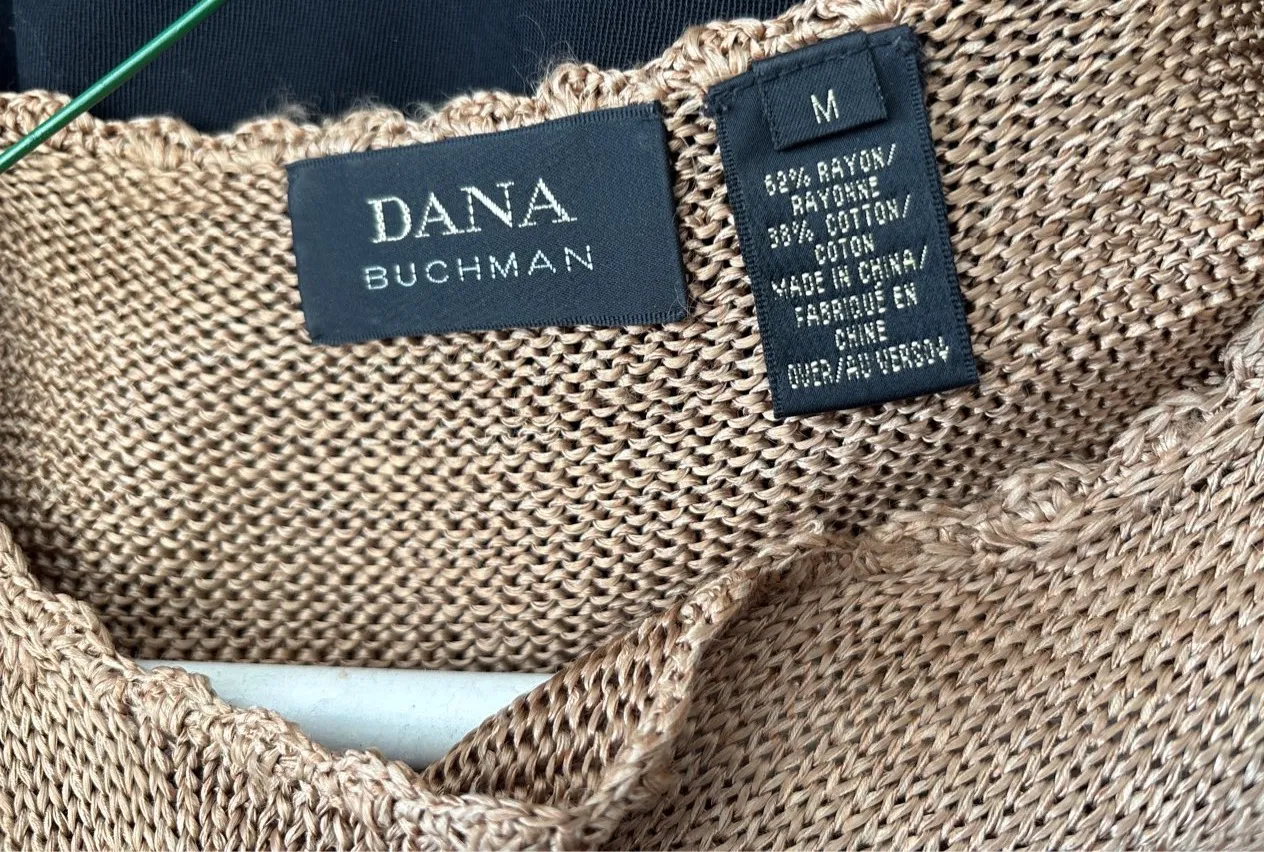 DANA
BUCHMAN
M
62% RAYON/
RAYONNE
38% COTTON/
COTON
MADE IN CHINA/
FABRIQUÉ EN
CHINE
OVER/AU VERSO↓